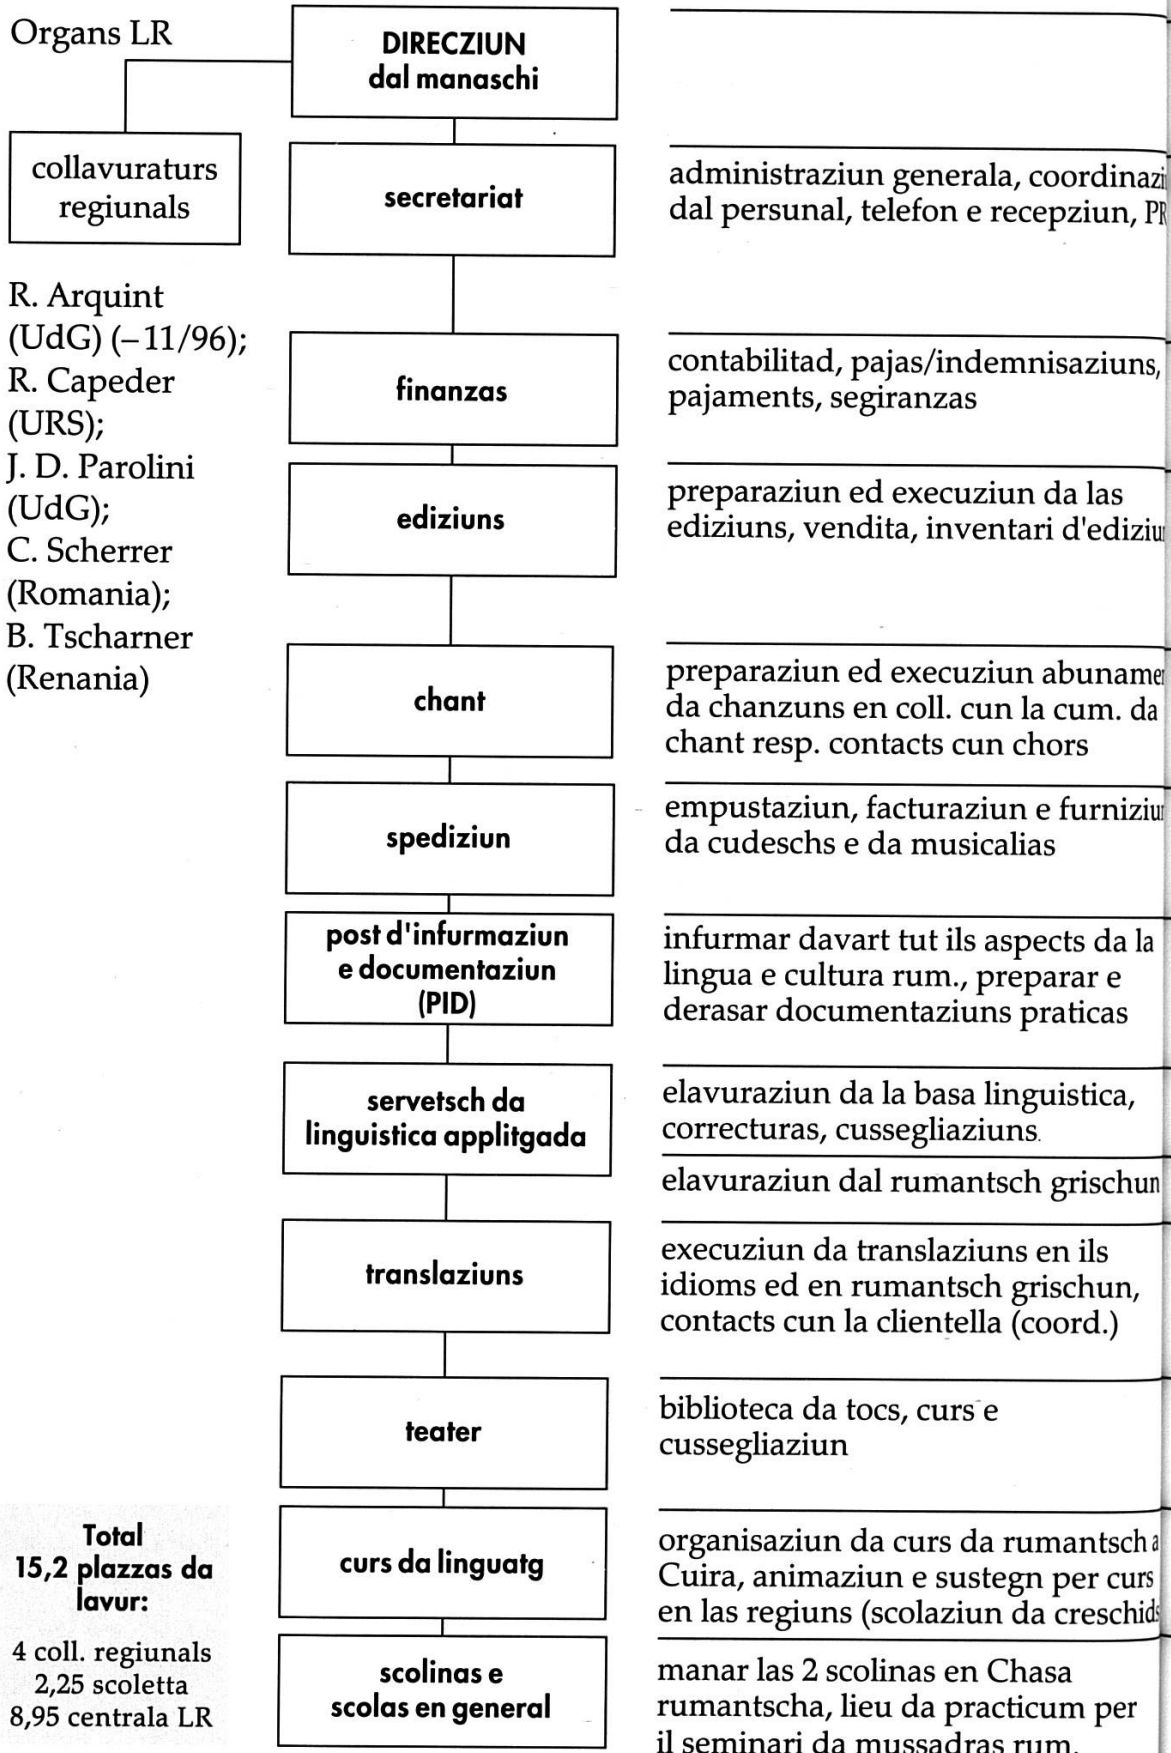 Organs LR
DIRECZIUN
dal manaschi
collavuraturs
regiunals
R. Arquint
(UdG) (–11/96);
R. Capeder
(URS);
J. D. Parolini
(UdG);
C. Scherrer
(Romania);
B. Tscharner
(Renania)
secretariat
administraziun generala,
dal persunal, telefon e recepziun,
finanzas
contabilitad, pajas/indemnisaziuns,
pajaments, segiranzas
ediziuns
preparaziun ed execuziun da las
ediziuns, vendita, inventari
chant
preparaziun ed execuziun
da chanzuns en coll. cun la cum. da
chant resp. contacts cun chors
spediziun
empustaziun, facturaziun e
da cudeschs e da musicalias
post d'infurmaziun
e documentaziun
(PID)
infurmar davart tut ils aspects da la
lingua e cultura rum., preparar e
derasar documentaziuns praticas
servetsch da
linguistica applitgada
elavuraziun da la basa linguistica,
correcturas, cussegliaziuns.
elavuraziun dal rumantsch grischun
translaziuns
execuziun da translaziuns en ils
idioms ed en rumantsch grischun,
contacts cun la clientella (coord.)
teater
biblioteca da tocs, curs e
cussegliaziun
curs da linguatg
organisaziun da curs da rumantsch a
Cuira, animaziun e sustegn per curs
en las regiuns (scolaziun da
scolinas e
scolas en general
manar las 2 scolinas en Chasa
rumantscha, lieu da practicum per
il seminari da mussadras rum.
Total
15,2 plazzas da
lavur:
4 coll. regiunals
2,25 scoletta
8,95 centrala LR